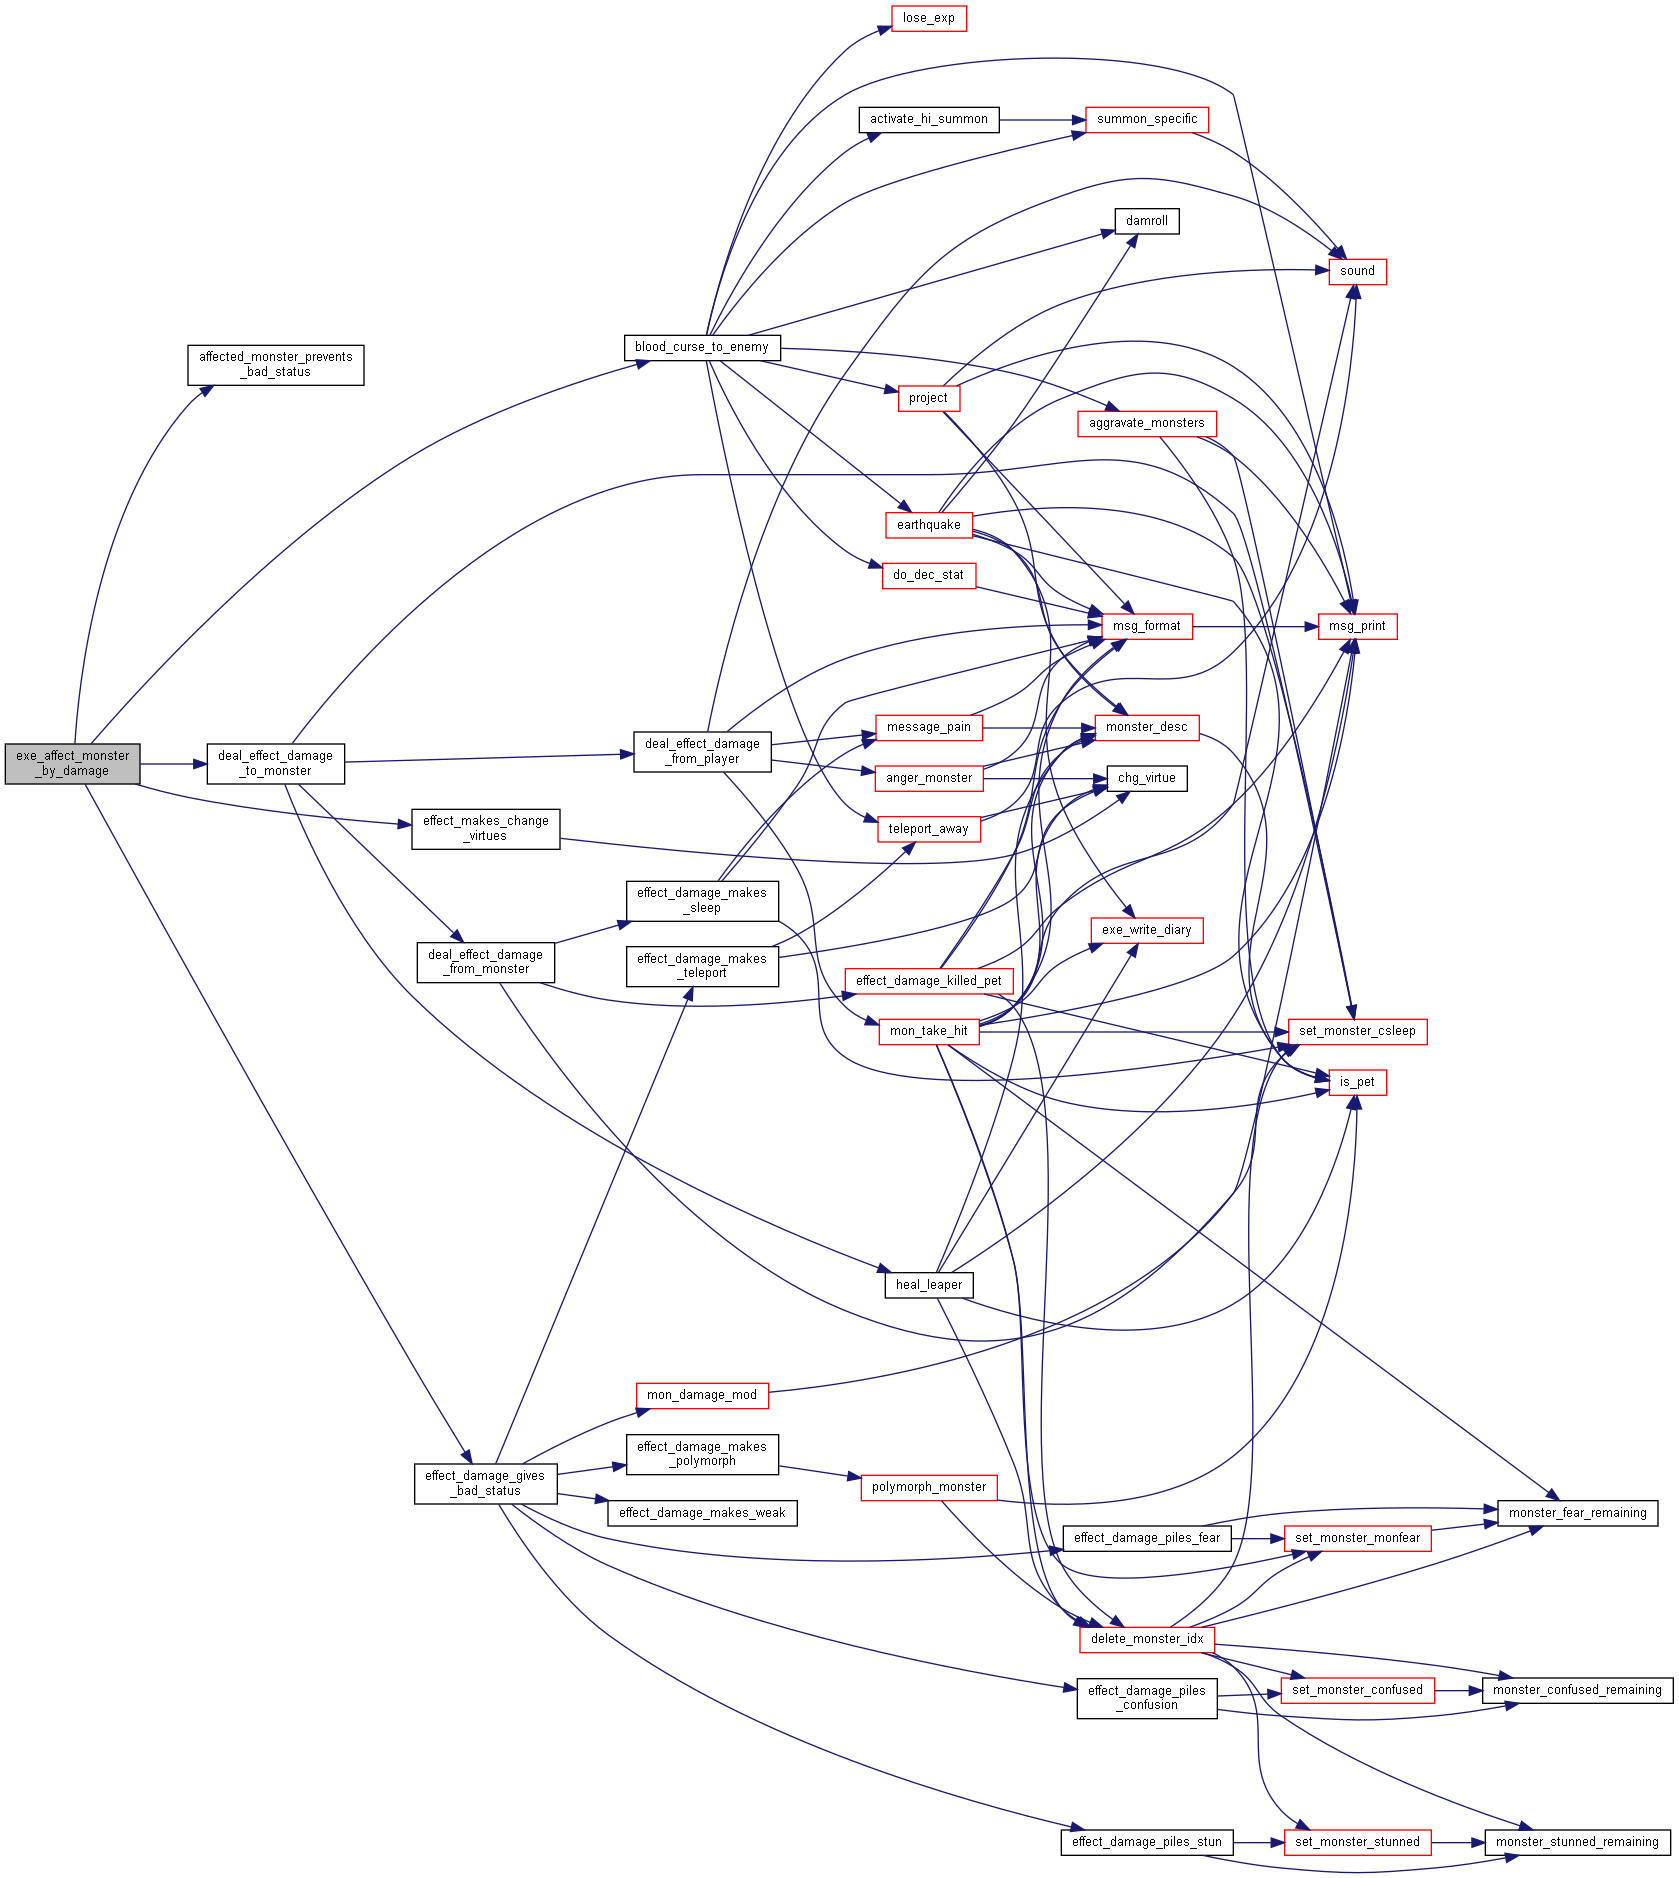 lose_exp
activate_hi_summon
summon_specific
damroll
sound
blood_curse_to_enemy
affected_monster_prevents
_bad_status
project
aggravate_monsters
earthquake
do_dec_stat
msg_format
msg_print
message_pain
monster_desc
deal_effect_damage
_from_player
exe_affect_monster
_by_damage
deal_effect_damage
_to_monster
anger_monster
chg_virtue
effect_makes_change
_virtues
teleport_away
effect_damage_makes
_sleep
exe_write_diary
deal_effect_damage
_from_monster
effect_damage_makes
_teleport
effect_damage_killed_pet
mon_take_hit
set_monster_csleep
is_pet
heal_leaper
mon_damage_mod
effect_damage_makes
_polymorph
effect_damage_gives
_bad_status
polymorph_monster
effect_damage_makes_weak
monster_fear_remaining
effect_damage_piles_fear
set_monster_monfear
delete_monster_idx
effect_damage_piles
_confusion
set_monster_confused
monster_confused_remaining
effect_damage_piles_stun
set_monster_stunned
monster_stunned_remaining